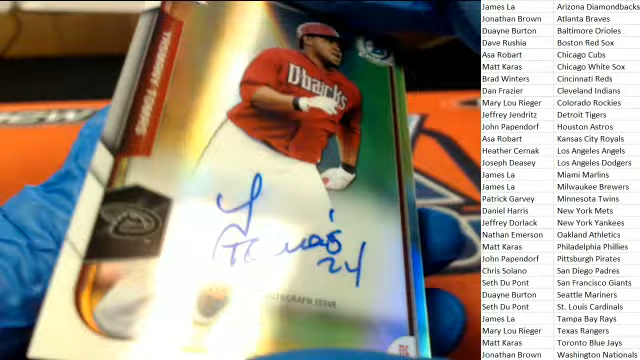 YASMANY TOMAS
D-backs
Y Tomás
24
AUTOGRAPH ISSUE
James La Arizona Diamondbacks
Jonathan Brown Atlanta Braves
Duayne Burton Baltimore Orioles
Dave Rushia Boston Red Sox
Asa Robart Chicago Cubs
Matt Karas Chicago White Sox
Brad Winters Cincinnati Reds
Dan Frazier Cleveland Indians
Mary Lou Rieger Colorado Rockies
Jeffrey Jendritz Detroit Tigers
John Papendorf Houston Astros
Asa Robart Kansas City Royals
Heather Cernak Los Angeles Angels
Joseph Deasey Los Angeles Dodgers
James La Miami Marlins
James La Milwaukee Brewers
Patrick Garvey Minnesota Twins
Daniel Harris New York Mets
Jeffrey Dorlack New York Yankees
Nathan Emerson Oakland Athletics
Matt Karas Philadelphia Phillies
John Papendorf Pittsburgh Pirates
Chris Solano San Diego Padres
Seth Du Pont San Francisco Giants
Duayne Burton Seattle Mariners
Seth Du Pont St. Louis Cardinals
James La Tampa Bay Rays
Mary Lou Rieger Texas Rangers
Matt Karas Toronto Blue Jays
Jonathan Brown Washington Nationals